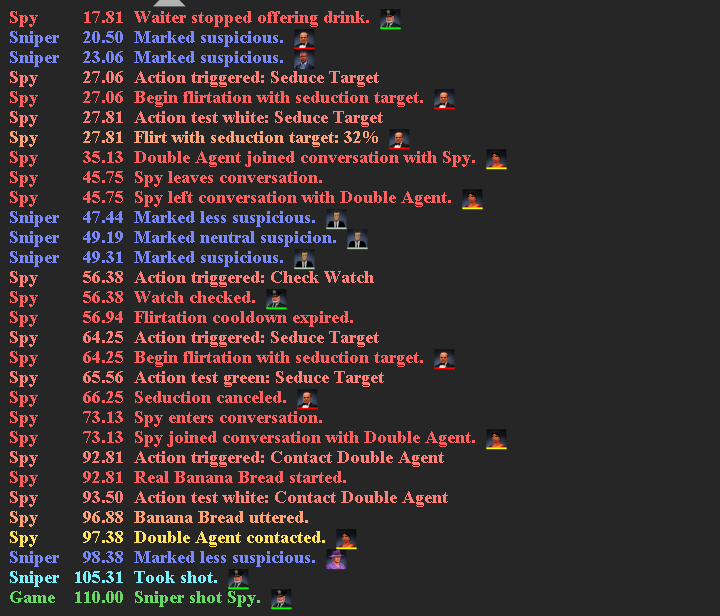 Spy 17.81 Waiter stopped offering drink.
Sniper 20.50 Marked suspicious.
Sniper 23.06 Marked suspicious.
Spy 27.06 Action triggered: Seduce Target
Spy 27.06 Begin flirtation with seduction target.
Spy 27.81 Action test white: Seduce Target
Spy 27.81 Flirt with seduction target: 32%
Spy 35.13 Double Agent joined conversation with Spy.
Spy 45.75 Spy leaves conversation.
Spy 45.75 Spy left conversation with Double Agent.
Sniper 47.44 Marked less suspicious.
Sniper 49.19 Marked neutral suspicion.
Sniper 49.31 Marked suspicious.
Spy 56.38 Action triggered: Check Watch
Spy 56.38 Watch checked.
Spy 56.94 Flirtation cooldown expired.
Spy 64.25 Action triggered: Seduce Target
Spy 64.25 Begin flirtation with seduction target.
Spy 65.56 Action test green: Seduce Target
Spy 66.25 Seduction canceled.
Spy 73.13 Spy enters conversation.
Spy 73.13 Spy joined conversation with Double Agent.
Spy 92.81 Action triggered: Contact Double Agent
Spy 92.81 Real Banana Bread started.
Spy 93.50 Action test white: Contact Double Agent
Spy 96.88 Banana Bread uttered.
Spy 97.38 Double Agent contacted.
Sniper 98.38 Marked less suspicious.
Sniper 105.31 Took shot.
Game 110.00 Sniper shot Spy.